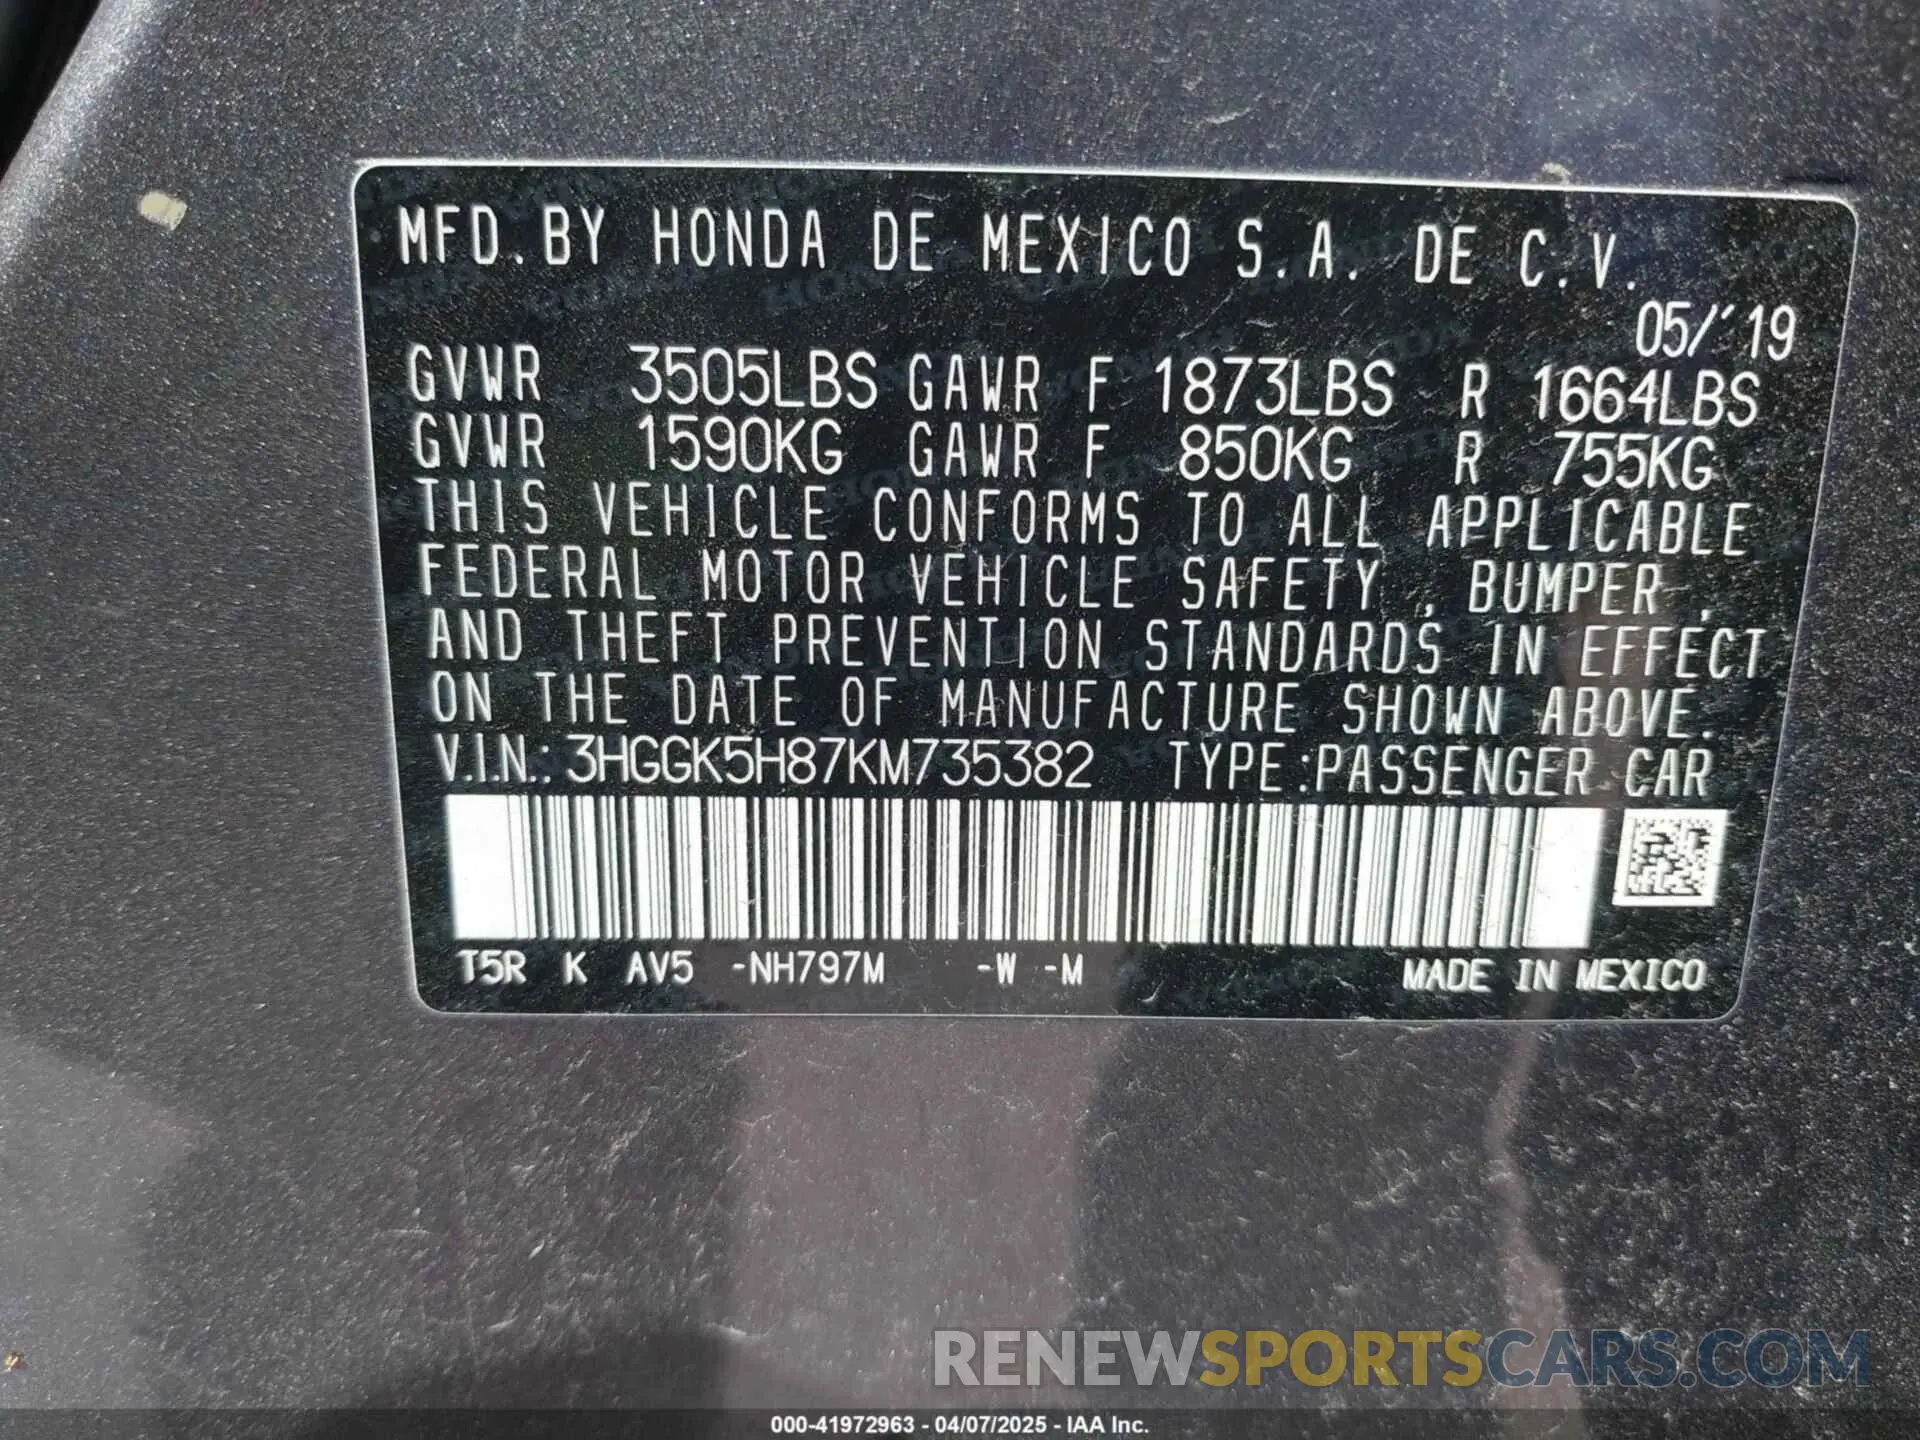 MFD. BY HONDA DE MEXICO S.A. DE C.V.
05/'19
GVWR 3505LBS GAWR F 1873LBS R 1664LBS
GVWR 1590KG GAWR F 850KG R 755KG
THIS VEHICLE CONFORMS TO ALL APPLICABLE
FEDERAL MOTOR VEHICLE SAFETY, BUMPER,
AND THEFT PREVENTION STANDARDS IN EFFECT
ON THE DATE OF MANUFACTURE SHOWN ABOVE.
V.I.N.: 3HGGK5H87KM735382 TYPE:PASSENGER CAR
T5R K AV5 -NH797M -W -M MADE IN MEXICO
RENEWSPORTSCARS.COM
000-41972963 - 04/07/2025 - IAA Inc.